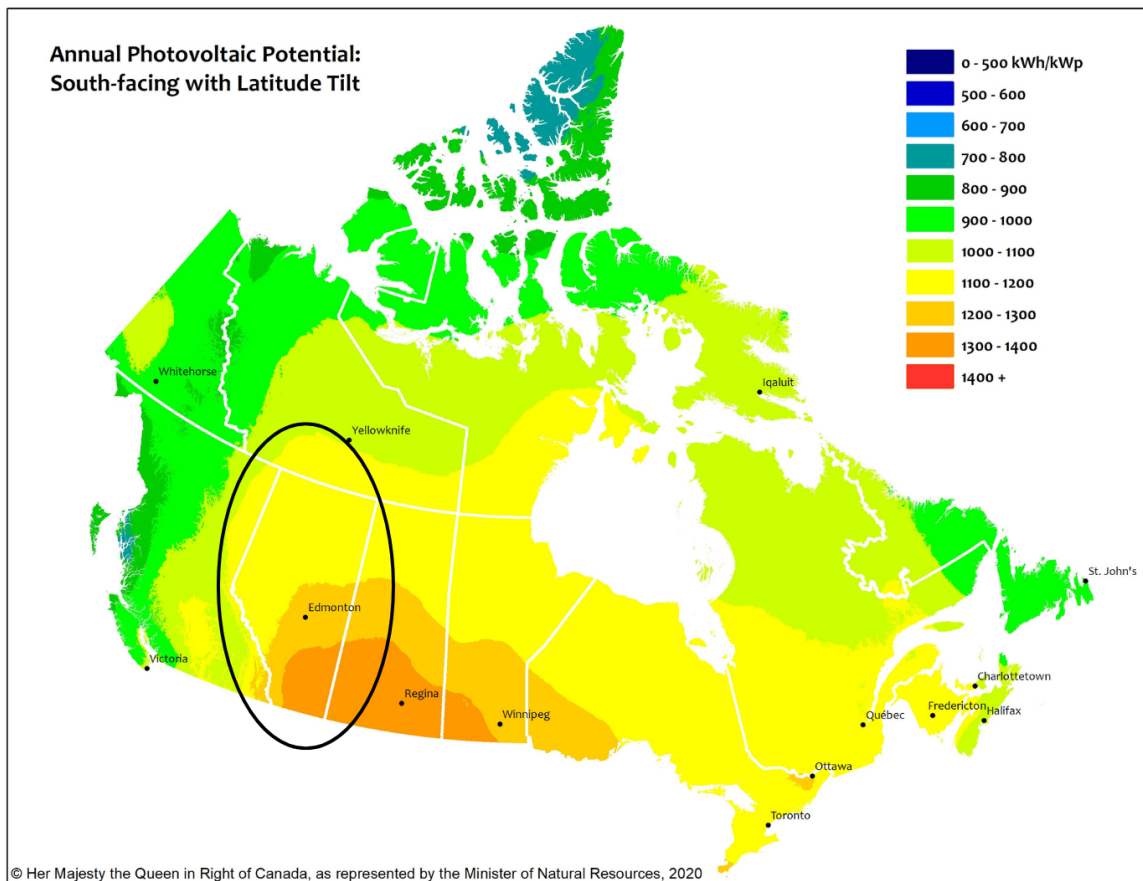 Annual Photovoltaic Potential:
South-facing with Latitude Tilt
0 - 500 kWh/kWp
500 - 600
600 - 700
700 - 800
800 - 900
900 - 1000
1000 - 1100
1100 - 1200
1200 - 1300
1300 - 1400
1400 +
Whitehorse
Iqaluit
Yellowknife
St. John's
Edmonton
Victoria
Charlottetown
Regina
Winnipeg
Québec
Fredericton
Halifax
Ottawa
Toronto
© Her Majesty the Queen in Right of Canada, as represented by the Minister of Natural Resources, 2020